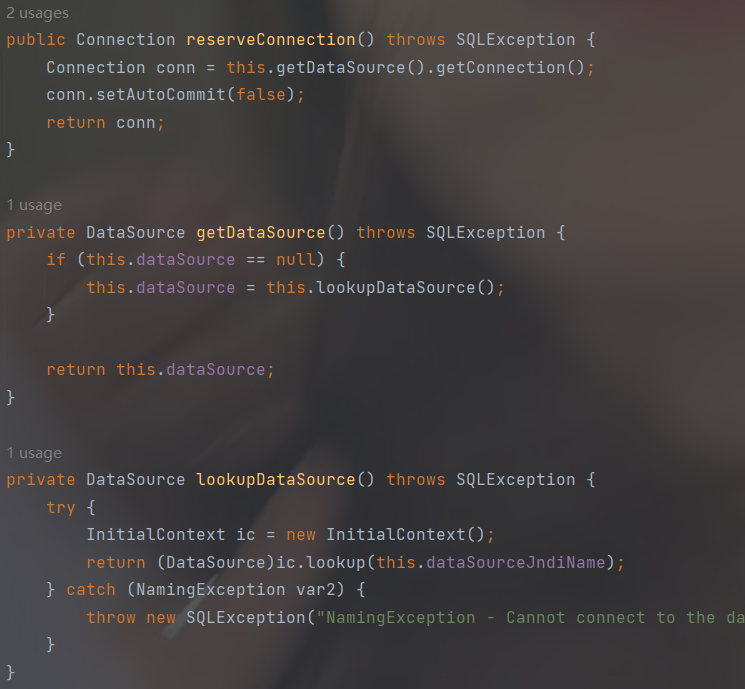 2 usages
public Connection reserveConnection() throws SQLException {
    Connection conn = this.getDataSource().getConnection();
    conn.setAutoCommit(false);
    return conn;
}
1 usage
private DataSource getDataSource() throws SQLException {
    if (this.dataSource == null) {
        this.dataSource = this.lookupDataSource();
    }
    return this.dataSource;
}
1 usage
private DataSource lookupDataSource() throws SQLException {
    try {
        InitialContext ic = new InitialContext();
        return (DataSource)ic.lookup(this.dataSourceJndiName);
    } catch (NamingException var2) {
        throw new SQLException("NamingException - Cannot connect to the da
    }
}